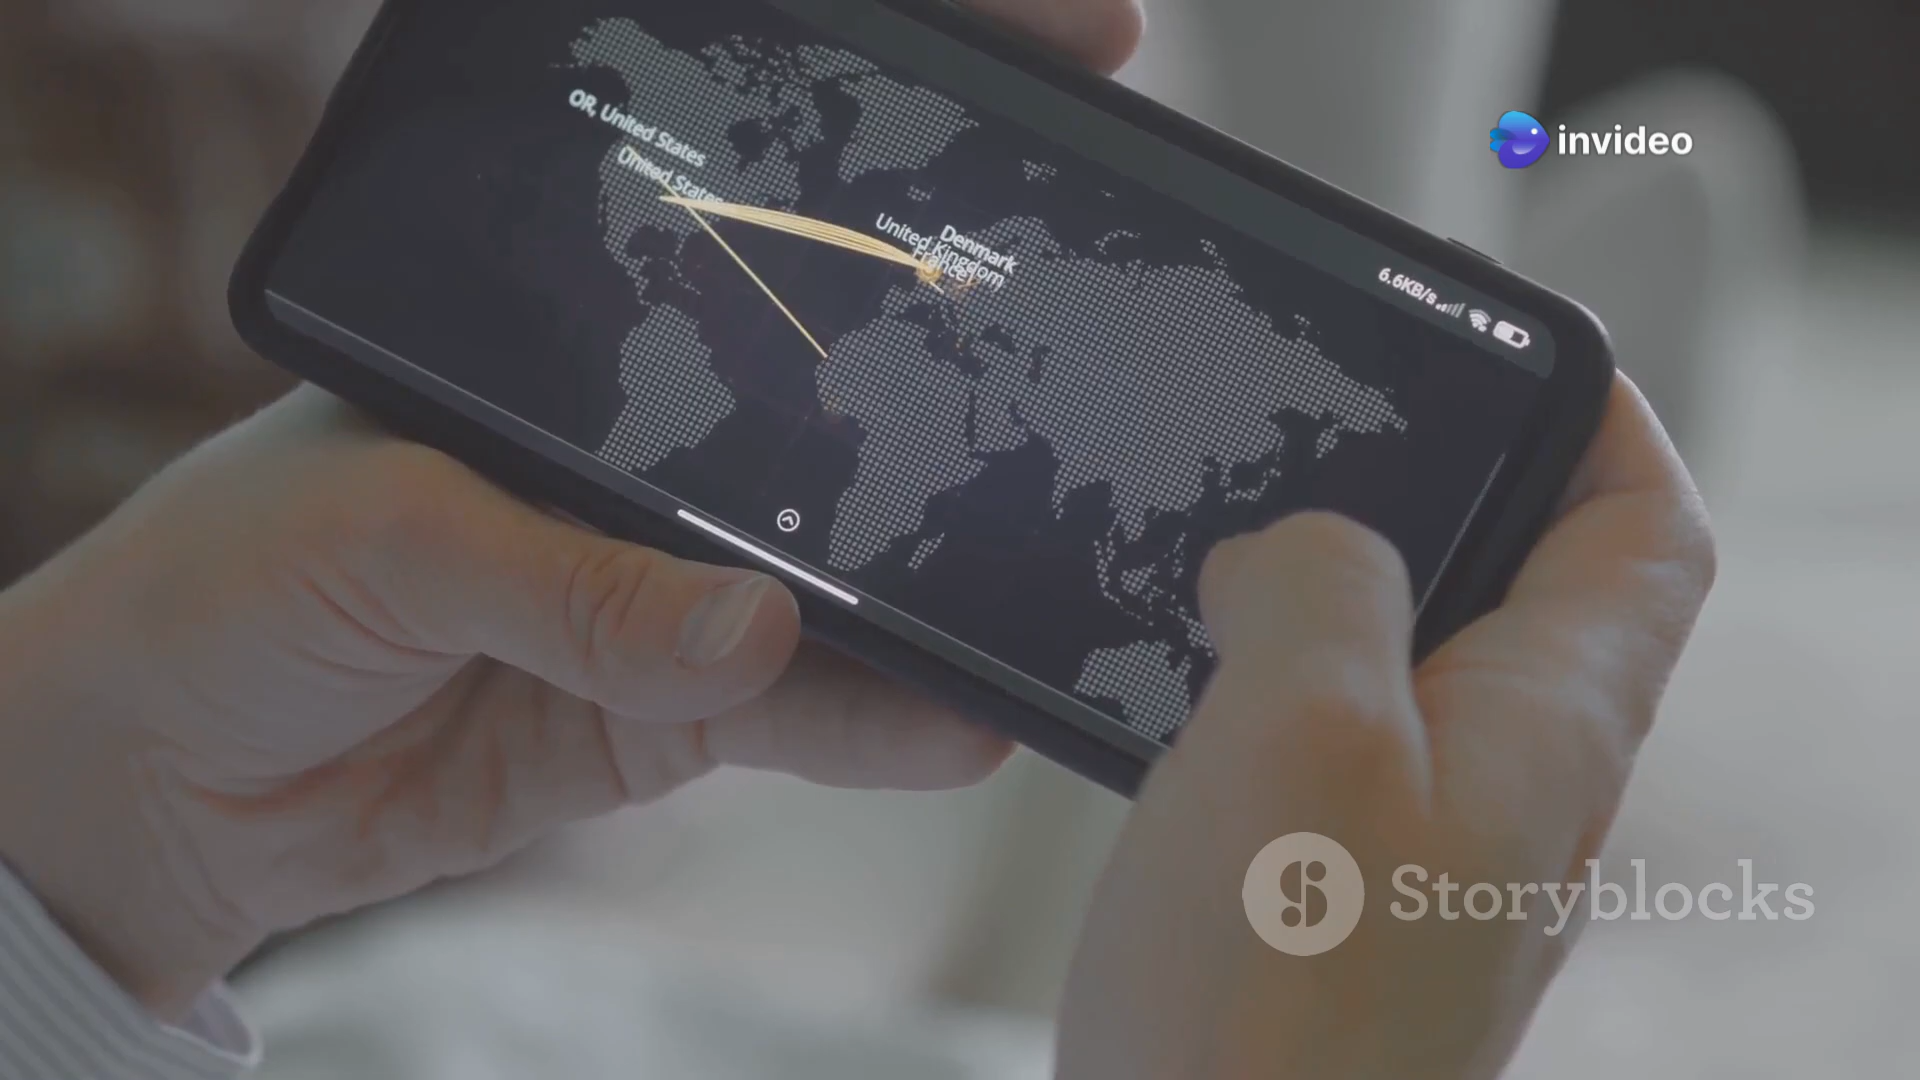 invideo
OR, United States
United States
Denmark
United Kingdom
France
6.6KB/s
Storyblocks